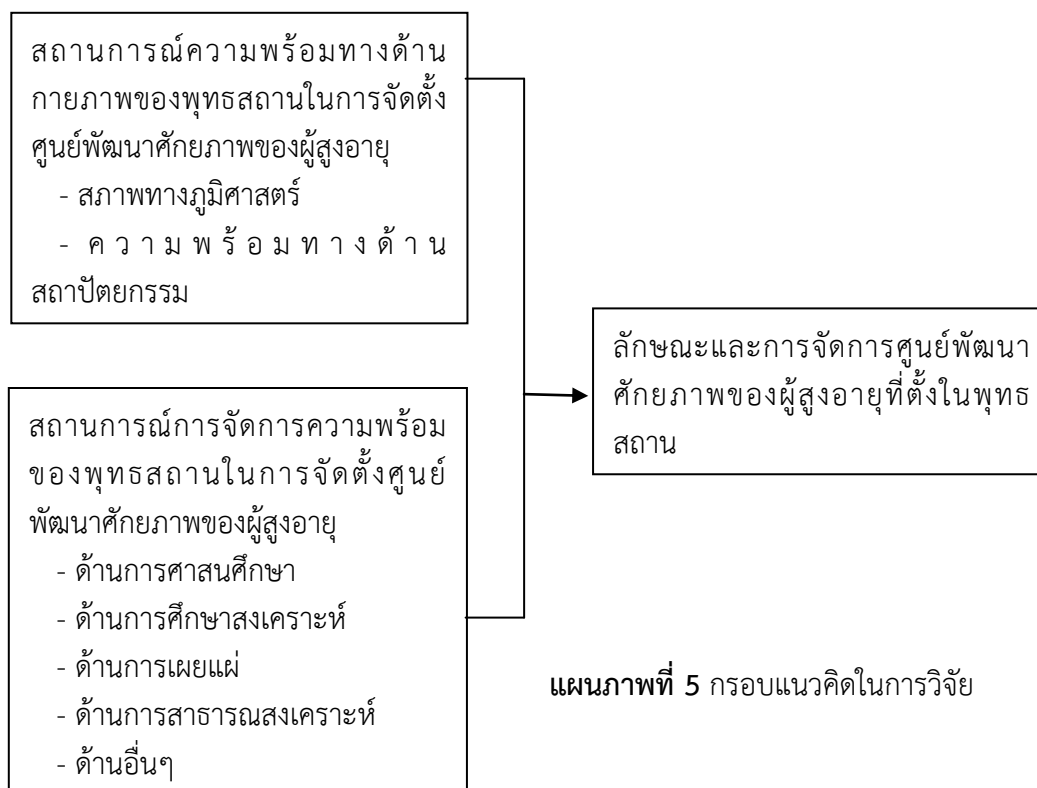 สถานการณ์ความพร้อมทางด้าน
กายภาพของพุทธสถานในการจัดตั้ง
ศูนย์พัฒนาศักยภาพของผู้สูงอายุ
- สภาพทางภูมิศาสตร์
- ความพร้อมทางด้าน
สถาปัตยกรรม
สถานการณ์การจัดการความพร้อม
ของพุทธสถานในการจัดตั้งศูนย์
พัฒนาศักยภาพของผู้สูงอายุ
- ด้านการศาสนศึกษา
- ด้านการศึกษาสงเคราะห์
- ด้านการเผยแผ่
- ด้านการสาธารณสงเคราะห์
- ด้านอื่นๆ
ลักษณะและการจัดการศูนย์พัฒนา
ศักยภาพของผู้สูงอายุที่ตั้งในพุทธ
สถาน
แผนภาพที่ 5 กรอบแนวคิดในการวิจัย